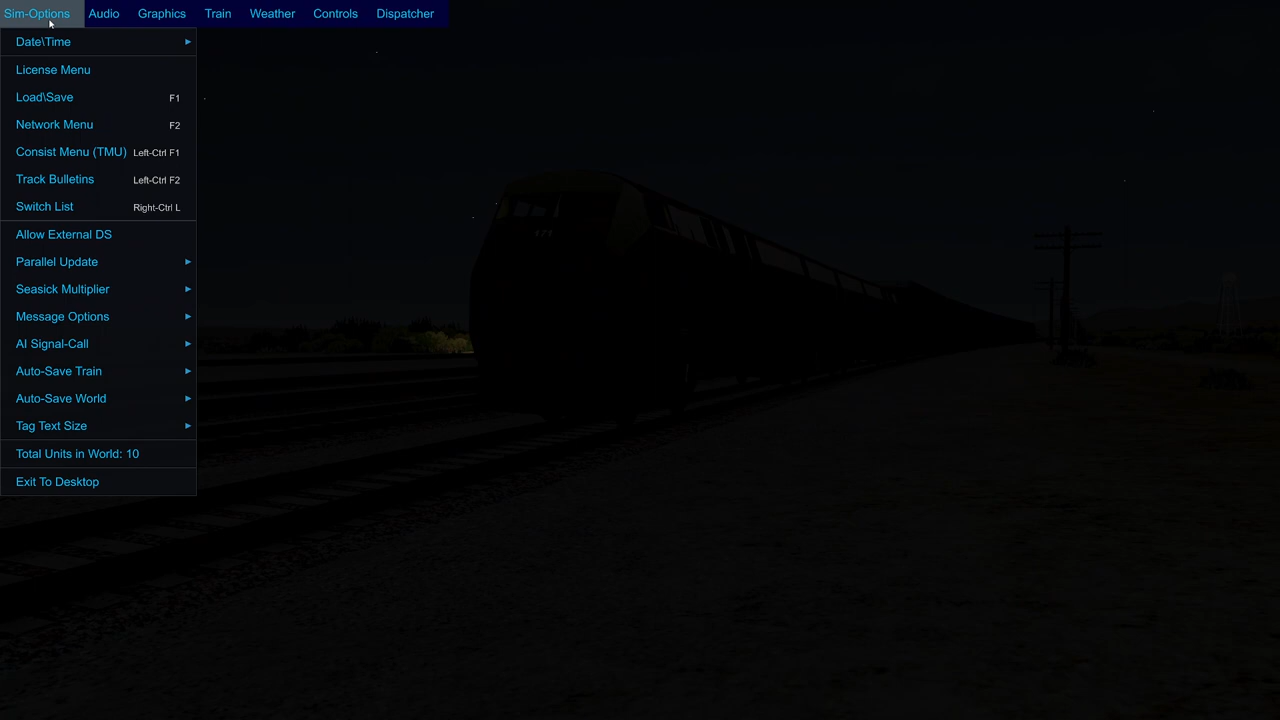 Sim-Options Audio Graphics Train Weather Controls Dispatcher
Date\Time
License Menu
Load\Save F1
Network Menu F2
Consist Menu (TMU) Left-Ctrl F1
Track Bulletins Left-Ctrl F2
Switch List Right-Ctrl L
Allow External DS
Parallel Update
Seasick Multiplier
Message Options
AI Signal-Call
Auto-Save Train
Auto-Save World
Tag Text Size
Total Units in World: 10
Exit To Desktop